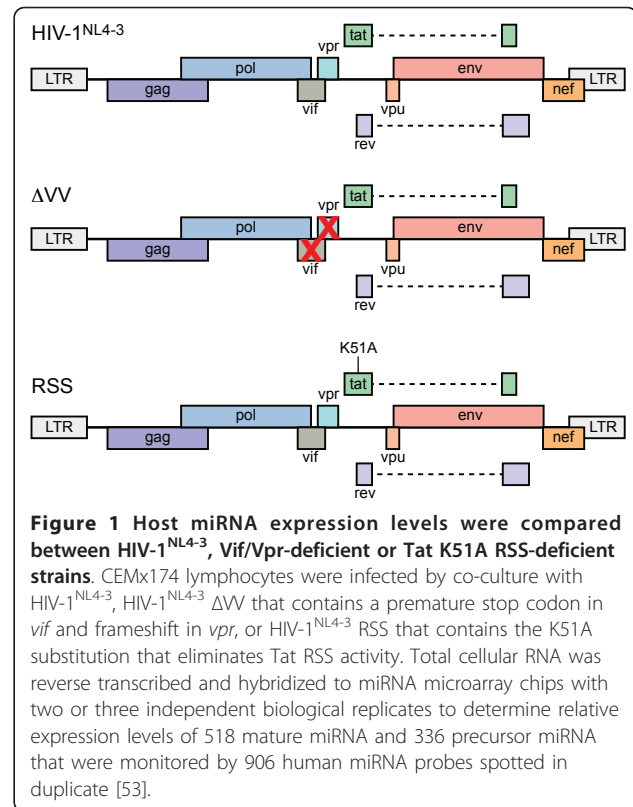 HIV-1NL4-3
tat
vpr
pol
env
LTR
LTR
gag
nef
vif
vpu
rev
ΔVV
tat
vpr
pol
env
LTR
LTR
gag
X
X
nef
vif
vpu
rev
K51A
RSS
tat
vpr
pol
env
LTR
LTR
gag
nef
vif
vpu
rev
Figure 1 Host miRNA expression levels were compared
between HIV-1NL4-3, Vif/Vpr-deficient or Tat K51A RSS-deficient
strains. CEMx174 lymphocytes were infected by co-culture with
HIV-1NL4-3, HIV-1NL4-3 ΔVV that contains a premature stop codon in
vif and frameshift in vpr, or HIV-1NL4-3 RSS that contains the K51A
substitution that eliminates Tat RSS activity. Total cellular RNA was
reverse transcribed and hybridized to miRNA microarray chips with
two or three independent biological replicates to determine relative
expression levels of 518 mature miRNA and 336 precursor miRNA
that were monitored by 906 human miRNA probes spotted in
duplicate [53].